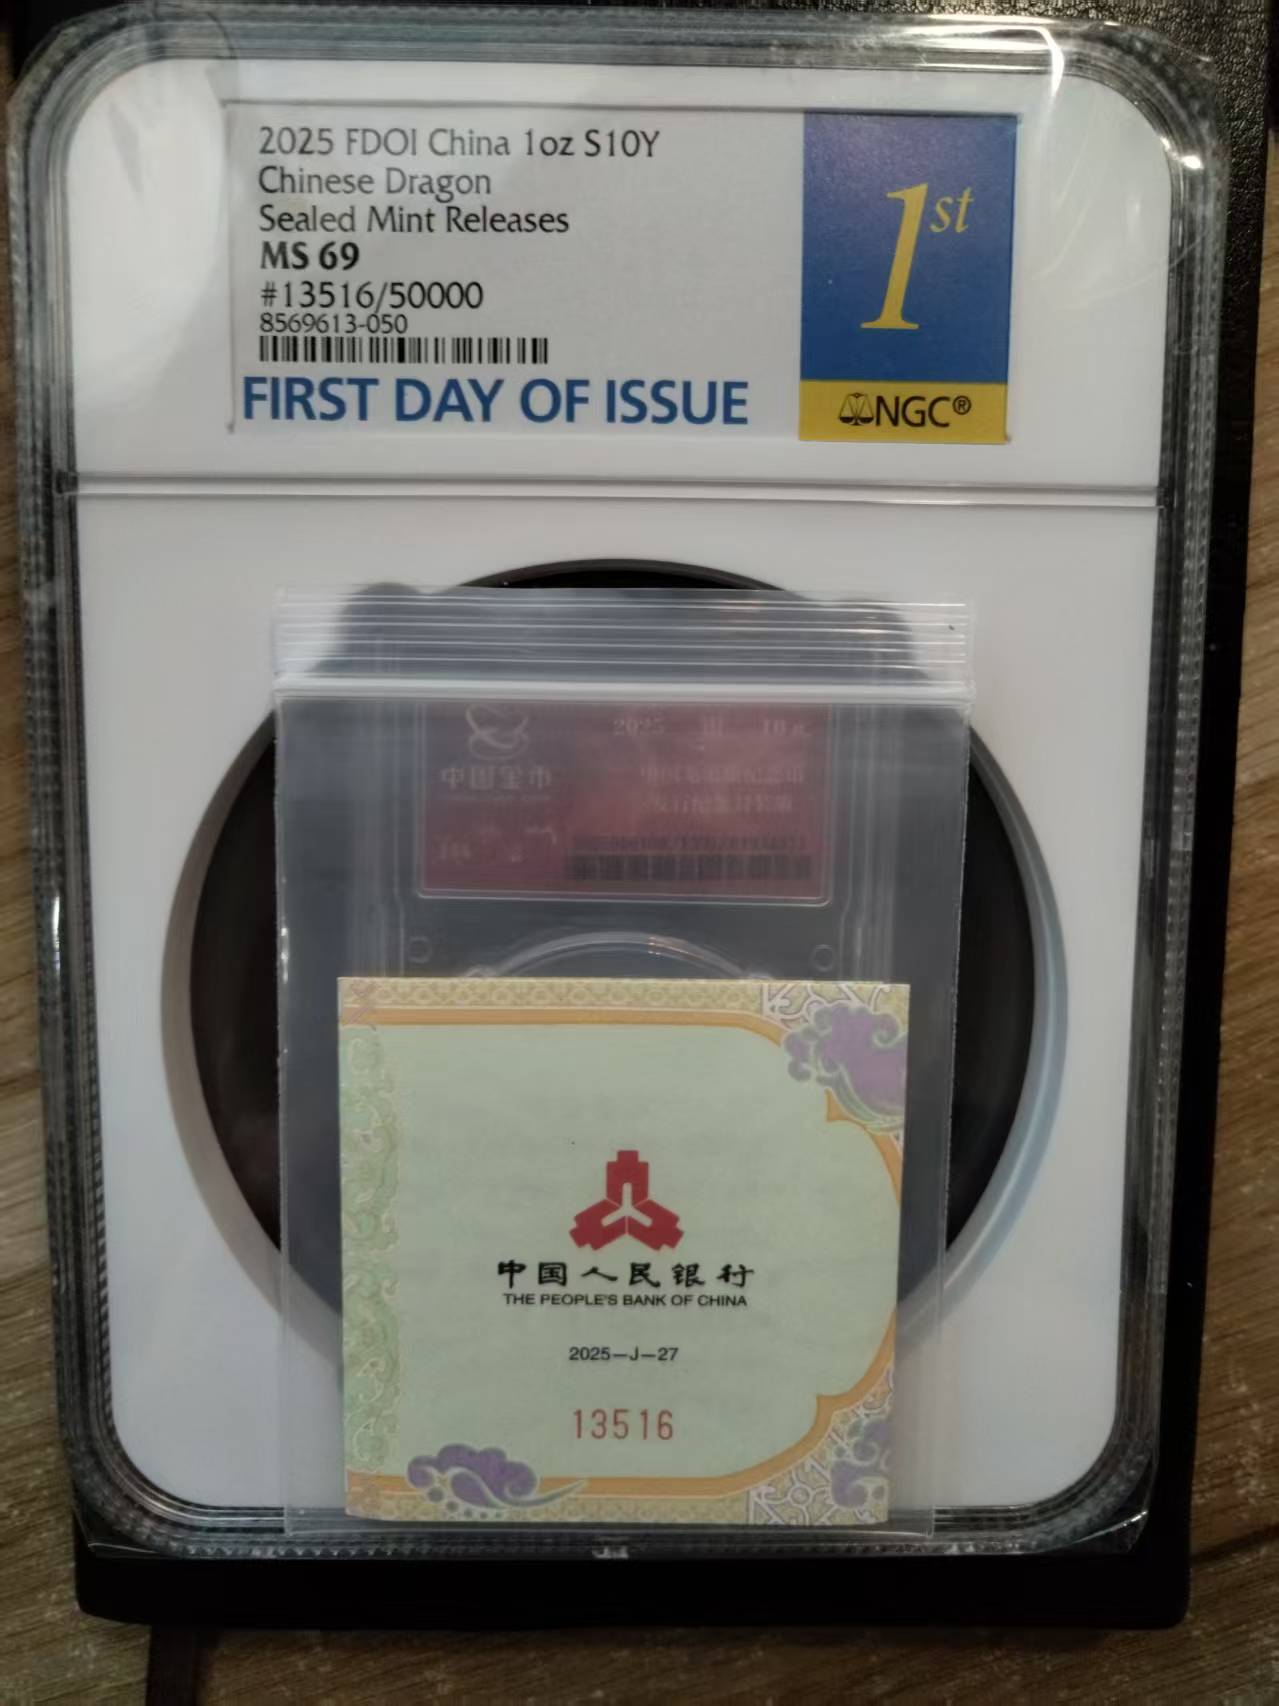 2025 FDOI China 1oz S10Y
Chinese Dragon
Sealed Mint Releases
MS 69
#13516/50000
8569613-050
FIRST DAY OF ISSUE
1st
NGC®
2025
中国金币
中国人民银行
THE PEOPLE'S BANK OF CHINA
2025-J-27
13516